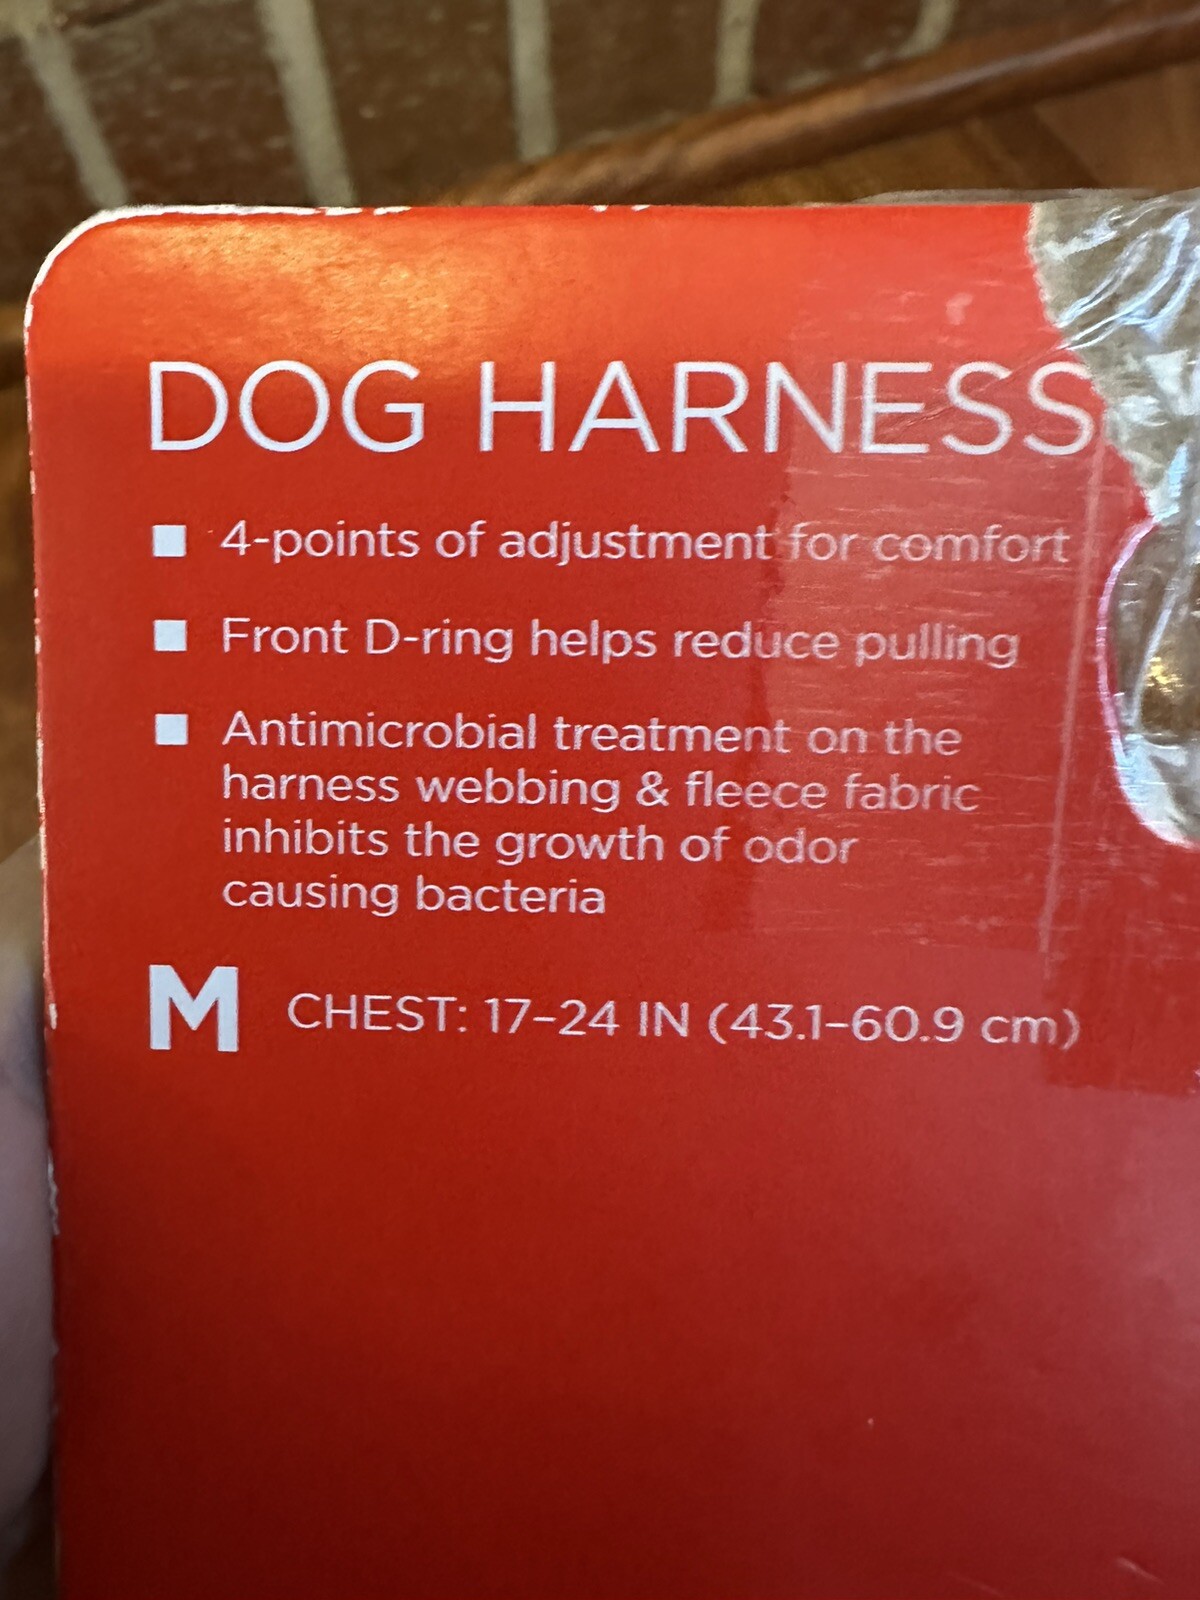 DOG HARNESS
■ 4-points of adjustment for comfort
■ Front D-ring helps reduce pulling
■ Antimicrobial treatment on the
harness webbing & fleece fabric
inhibits the growth of odor
causing bacteria
M CHEST: 17–24 IN (43.1–60.9 cm)